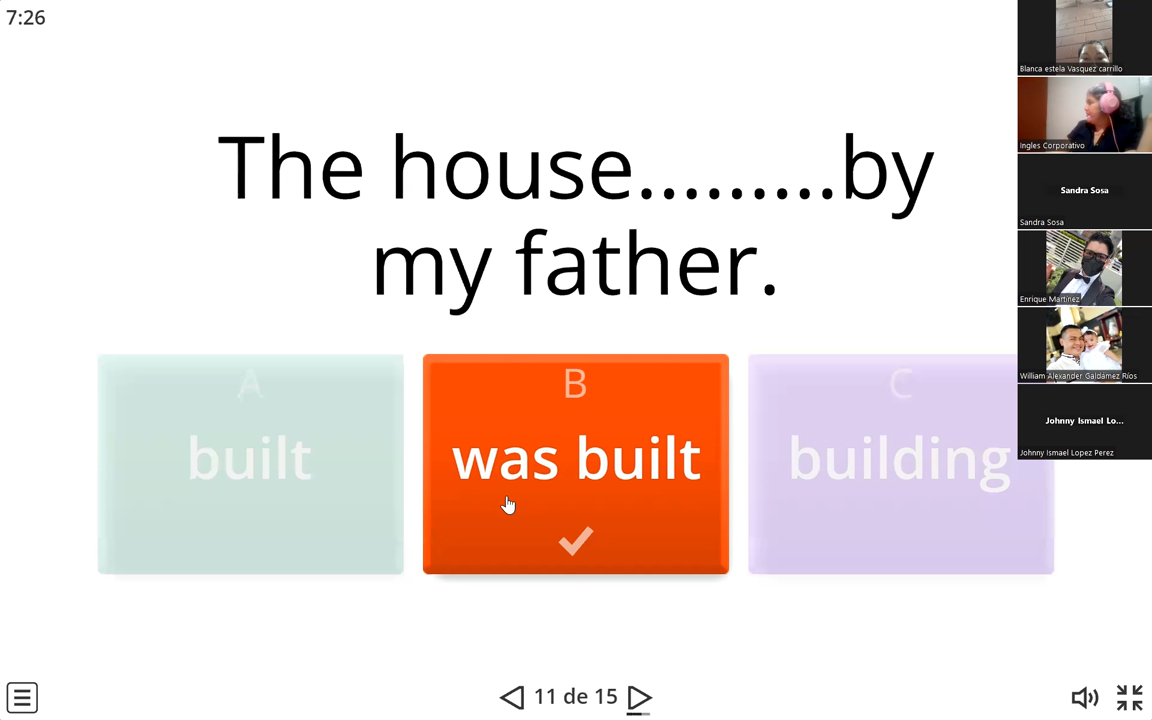 7:26
The house.........by
my father.
A
built
B
was built
C
building
11 de 15
Blanca estela Vasquez carrillo
Ingles Corporativo
Sandra Sosa
Sandra Sosa
Enrique Martinez
William Alexander Galdamez Rios
Johnny Ismael Lo...
Johnny Ismael Lopez Perez